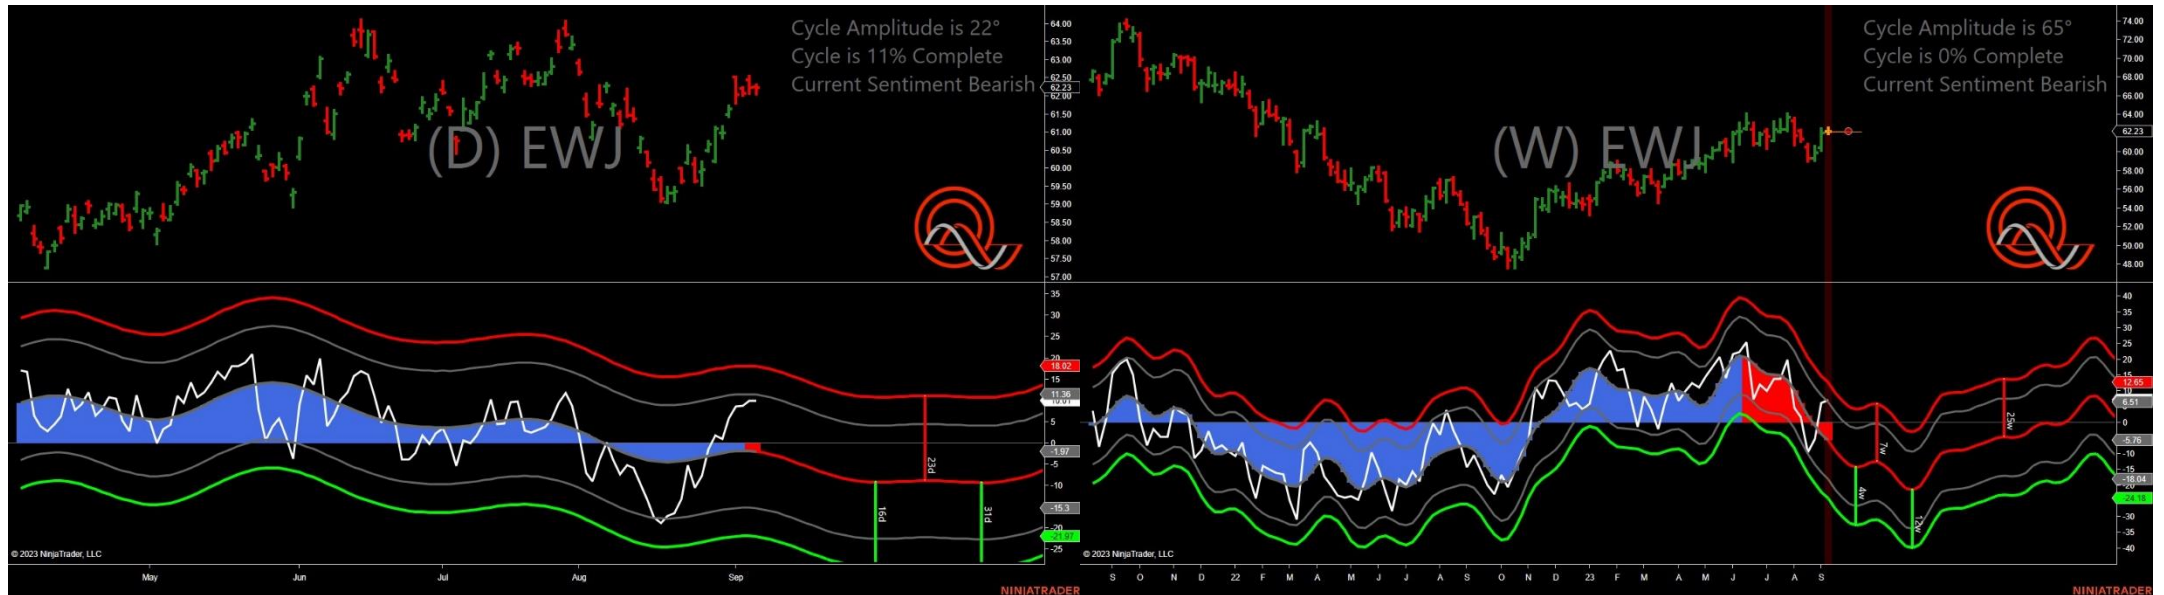 Cycle Amplitude is 22°
Cycle is 11% Complete
Current Sentiment Bearish
(D) EWJ
64.00
63.50
63.00
62.50
62.23
62.00
61.50
61.00
60.50
60.00
59.50
59.00
58.50
58.00
57.50
57.00
35
30
25
20
18.02
15
11.36
10.01
5
0
-1.97
-5
-10
-15.3
-20
-21.97
-25
23d
16d
31d
© 2023 NinjaTrader, LLC
May
Jun
Jul
Aug
Sep
NINJATRADER
Cycle Amplitude is 65°
Cycle is 0% Complete
Current Sentiment Bearish
(W) EWJ
74.00
72.00
70.00
68.00
66.00
64.00
62.23
60.00
58.00
56.00
54.00
52.00
50.00
48.00
40
35
30
25
20
15
12.65
6.51
5
0
-5.76
-10
-15
-18.04
-24.18
-30
-35
-40
25w
7w
4w
12w
© 2023 NinjaTrader, LLC
S
O
N
D
22
F
M
A
M
J
J
A
S
O
N
D
23
F
M
A
M
J
J
A
S
NINJATRADER